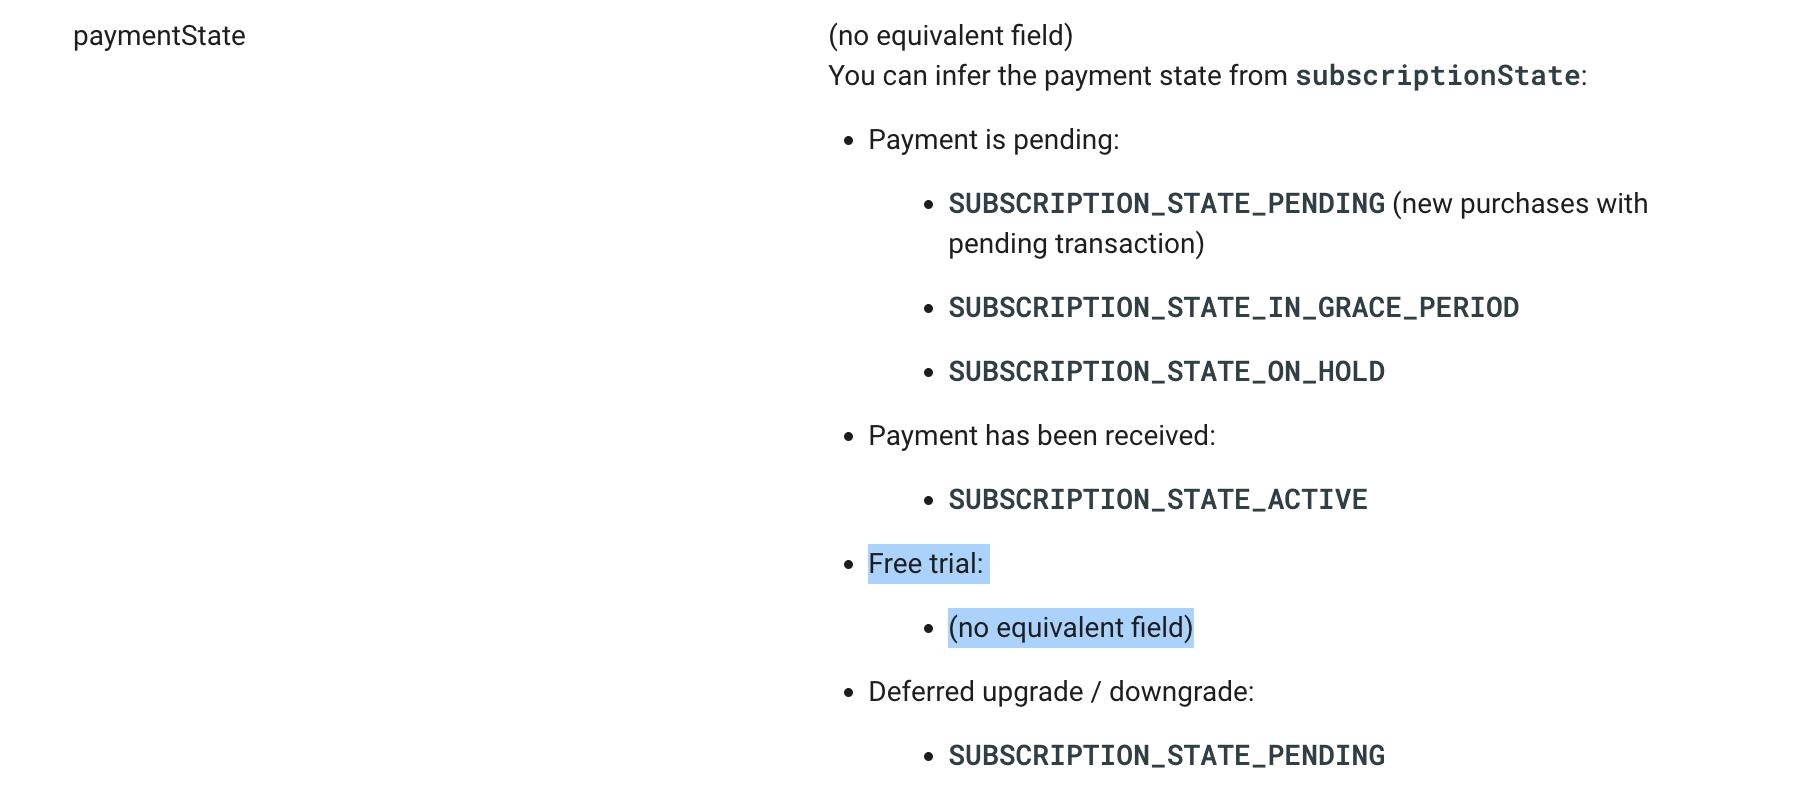 paymentState
(no equivalent field)
You can infer the payment state from subscriptionState:
Payment is pending:
SUBSCRIPTION_STATE_PENDING (new purchases with
pending transaction)
SUBSCRIPTION_STATE_IN_GRACE_PERIOD
SUBSCRIPTION_STATE_ON_HOLD
Payment has been received:
SUBSCRIPTION_STATE_ACTIVE
Free trial:
(no equivalent field)
Deferred upgrade / downgrade:
SUBSCRIPTION_STATE_PENDING